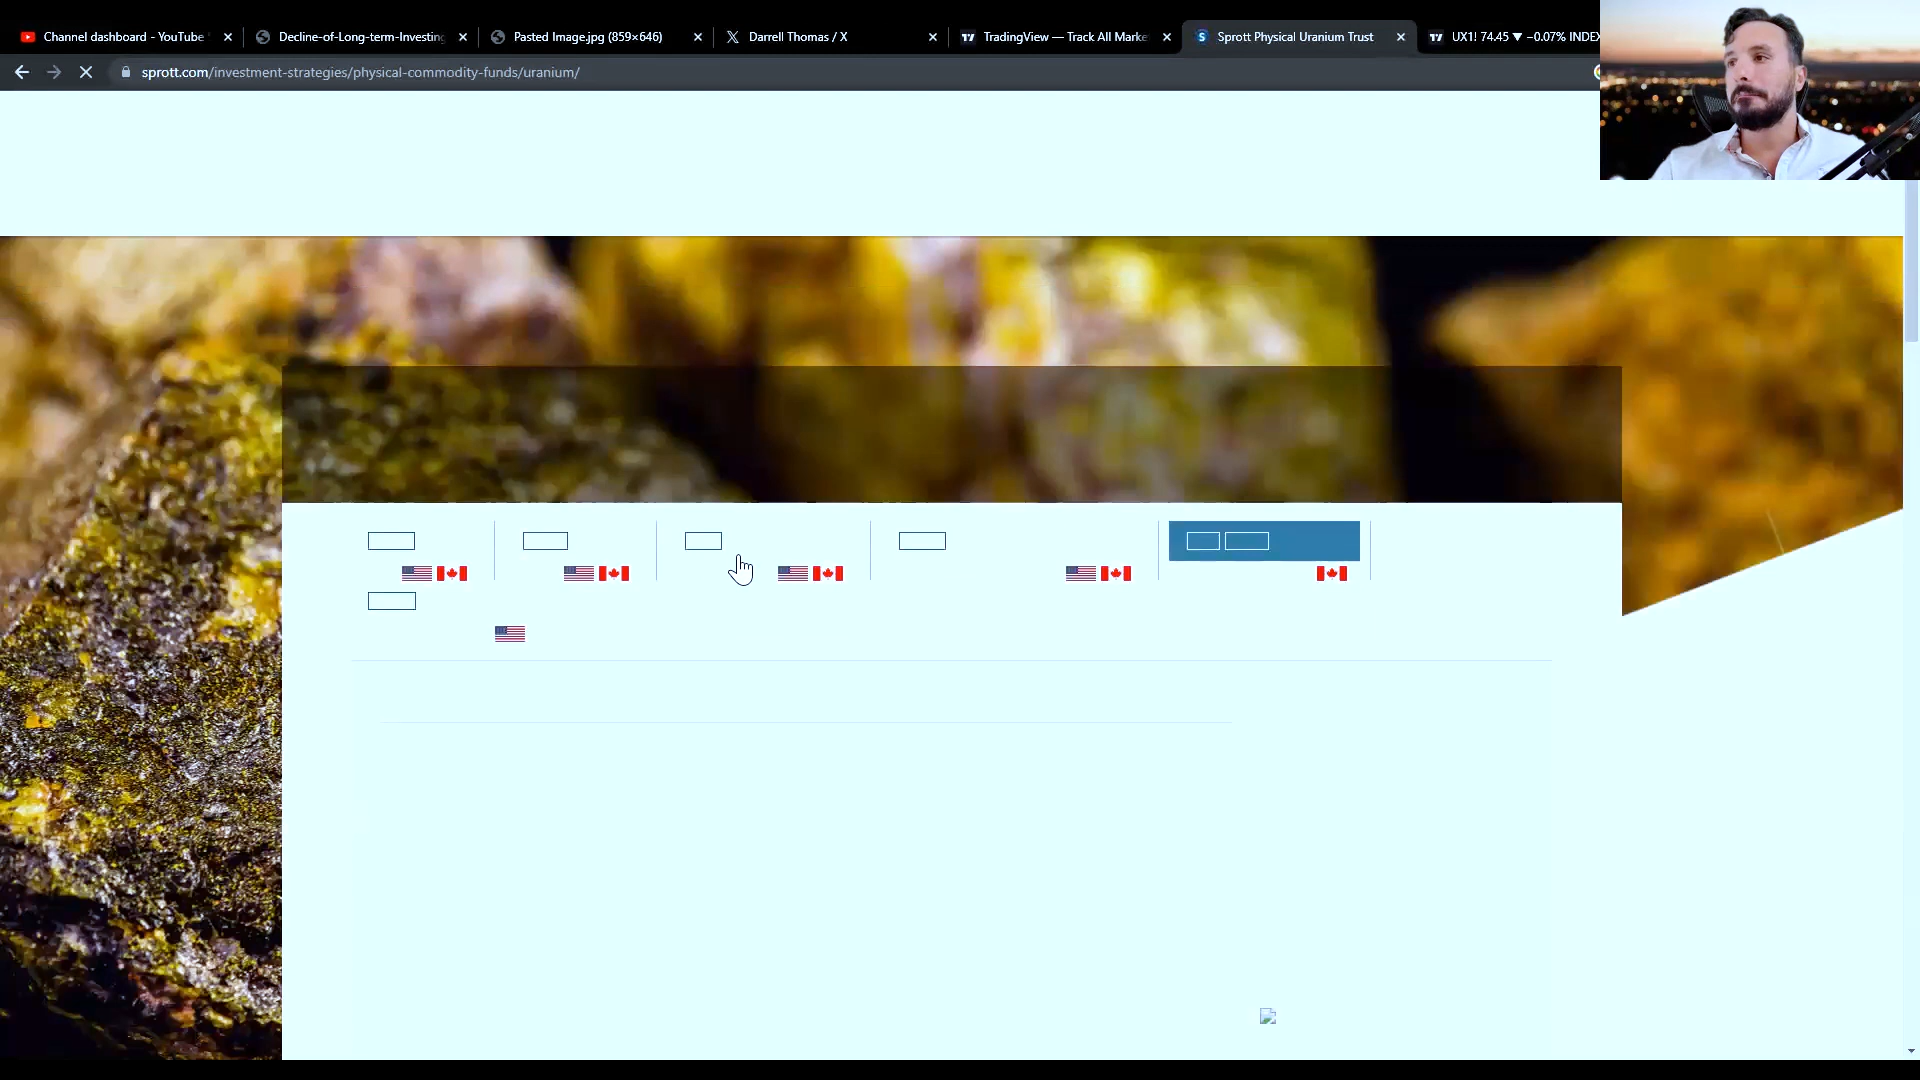 Channel dashboard - YouTube
Decline-of-Long-term-Investing
Pasted Image.jpg (859×646)
Darrell Thomas / X
TradingView — Track All Marke
Sprott Physical Uranium Trust
UX1! 74.45 ▼ −0.07% INDEX
sprott.com/investment-strategies/physical-commodity-funds/uranium/